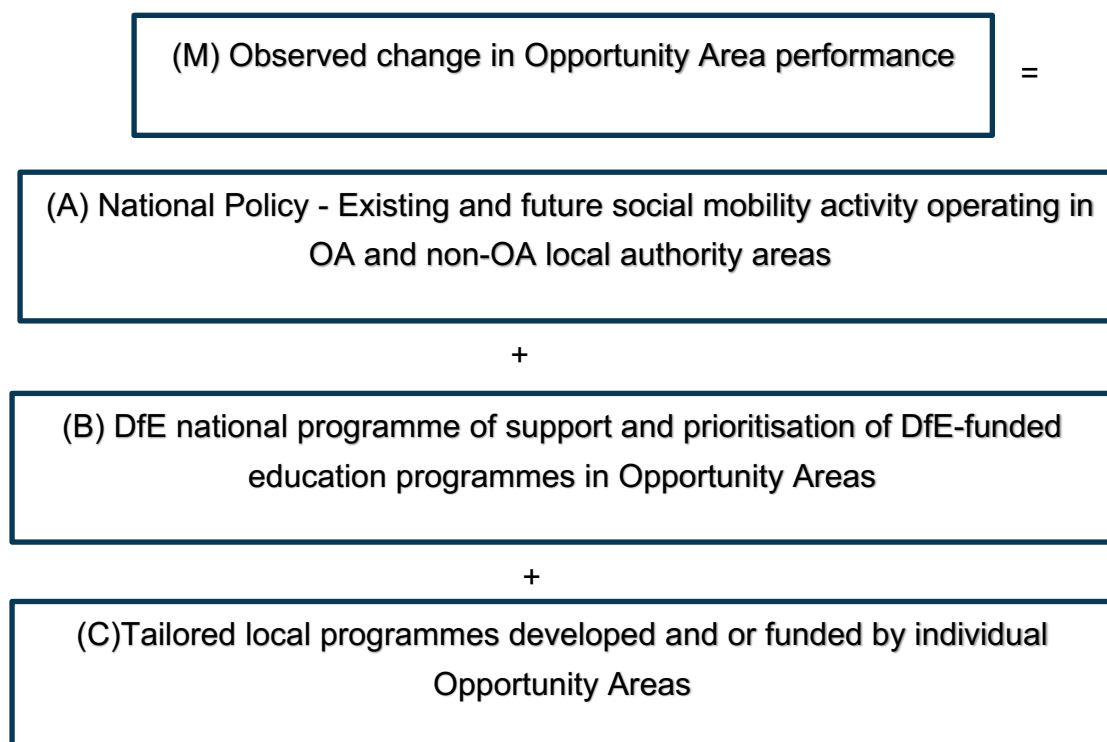 (M) Observed change in Opportunity Area performance
=
(A) National Policy - Existing and future social mobility activity operating in
OA and non-OA local authority areas
+
(B) DfE national programme of support and prioritisation of DfE-funded
education programmes in Opportunity Areas
+
(C)Tailored local programmes developed and or funded by individual
Opportunity Areas